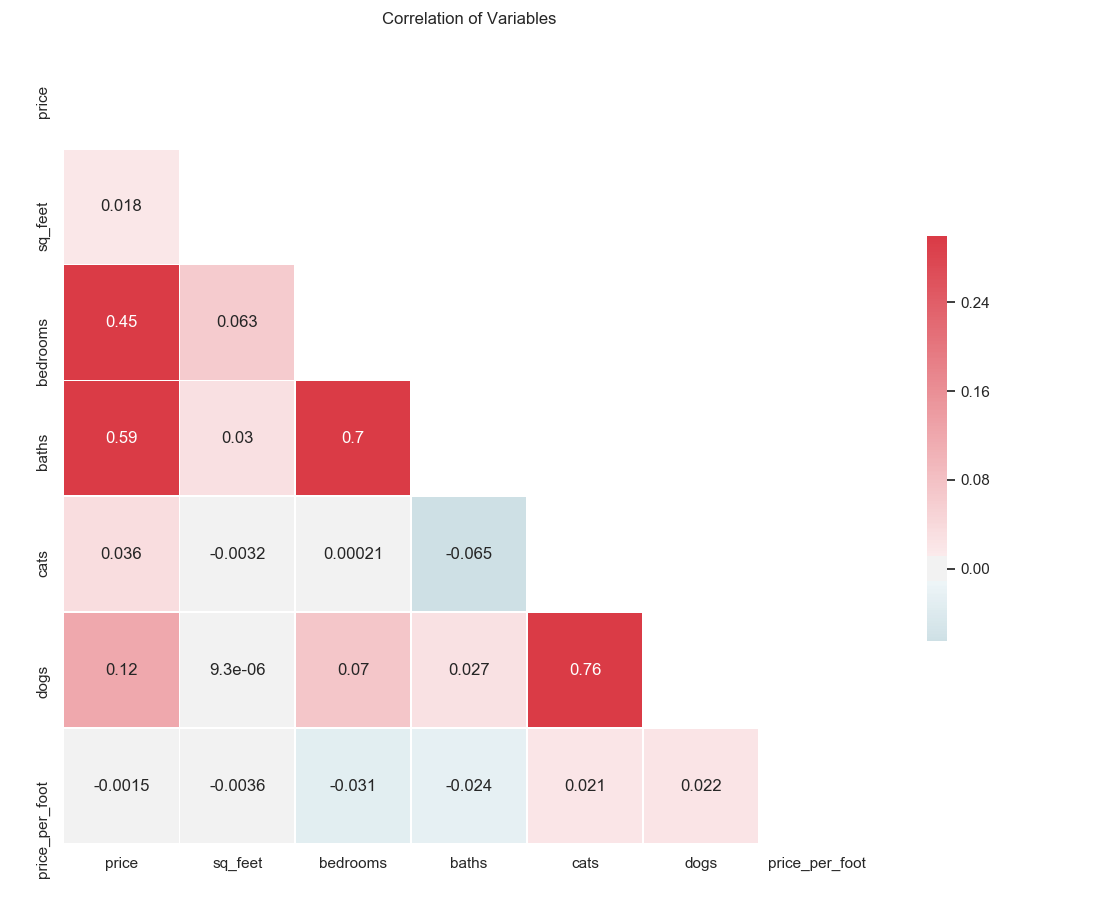 Correlation of Variables
price
sq_feet
0.018
bedrooms
0.45 0.063
baths
0.59 0.03 0.7
cats
0.036 -0.0032 0.00021 -0.065
dogs
0.12 9.3e-06 0.07 0.027 0.76
price_per_foot
-0.0015 -0.0036 -0.031 -0.024 0.021 0.022
price sq_feet bedrooms baths cats dogs price_per_foot
0.24
0.16
0.08
0.00